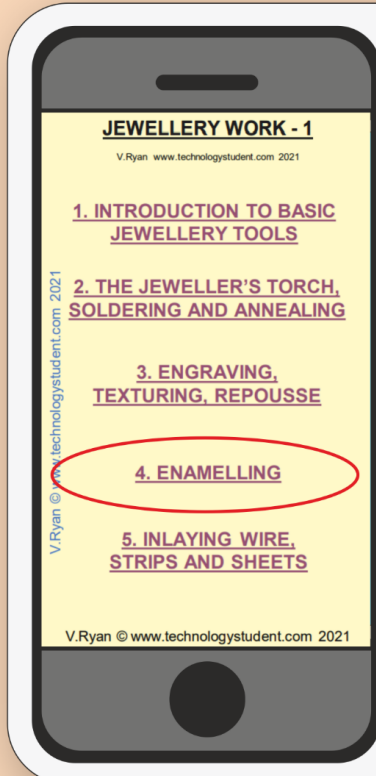 JEWELLERY WORK - 1
V.Ryan www.technologystudent.com 2021
1. INTRODUCTION TO BASIC
JEWELLERY TOOLS
2. THE JEWELLER'S TORCH,
SOLDERING AND ANNEALING
3. ENGRAVING,
TEXTURING, REPOUSSE
4. ENAMELLING
5. INLAYING WIRE,
STRIPS AND SHEETS
V.Ryan © www.technologystudent.com 2021
V.Ryan © www.technologystudent.com 2021